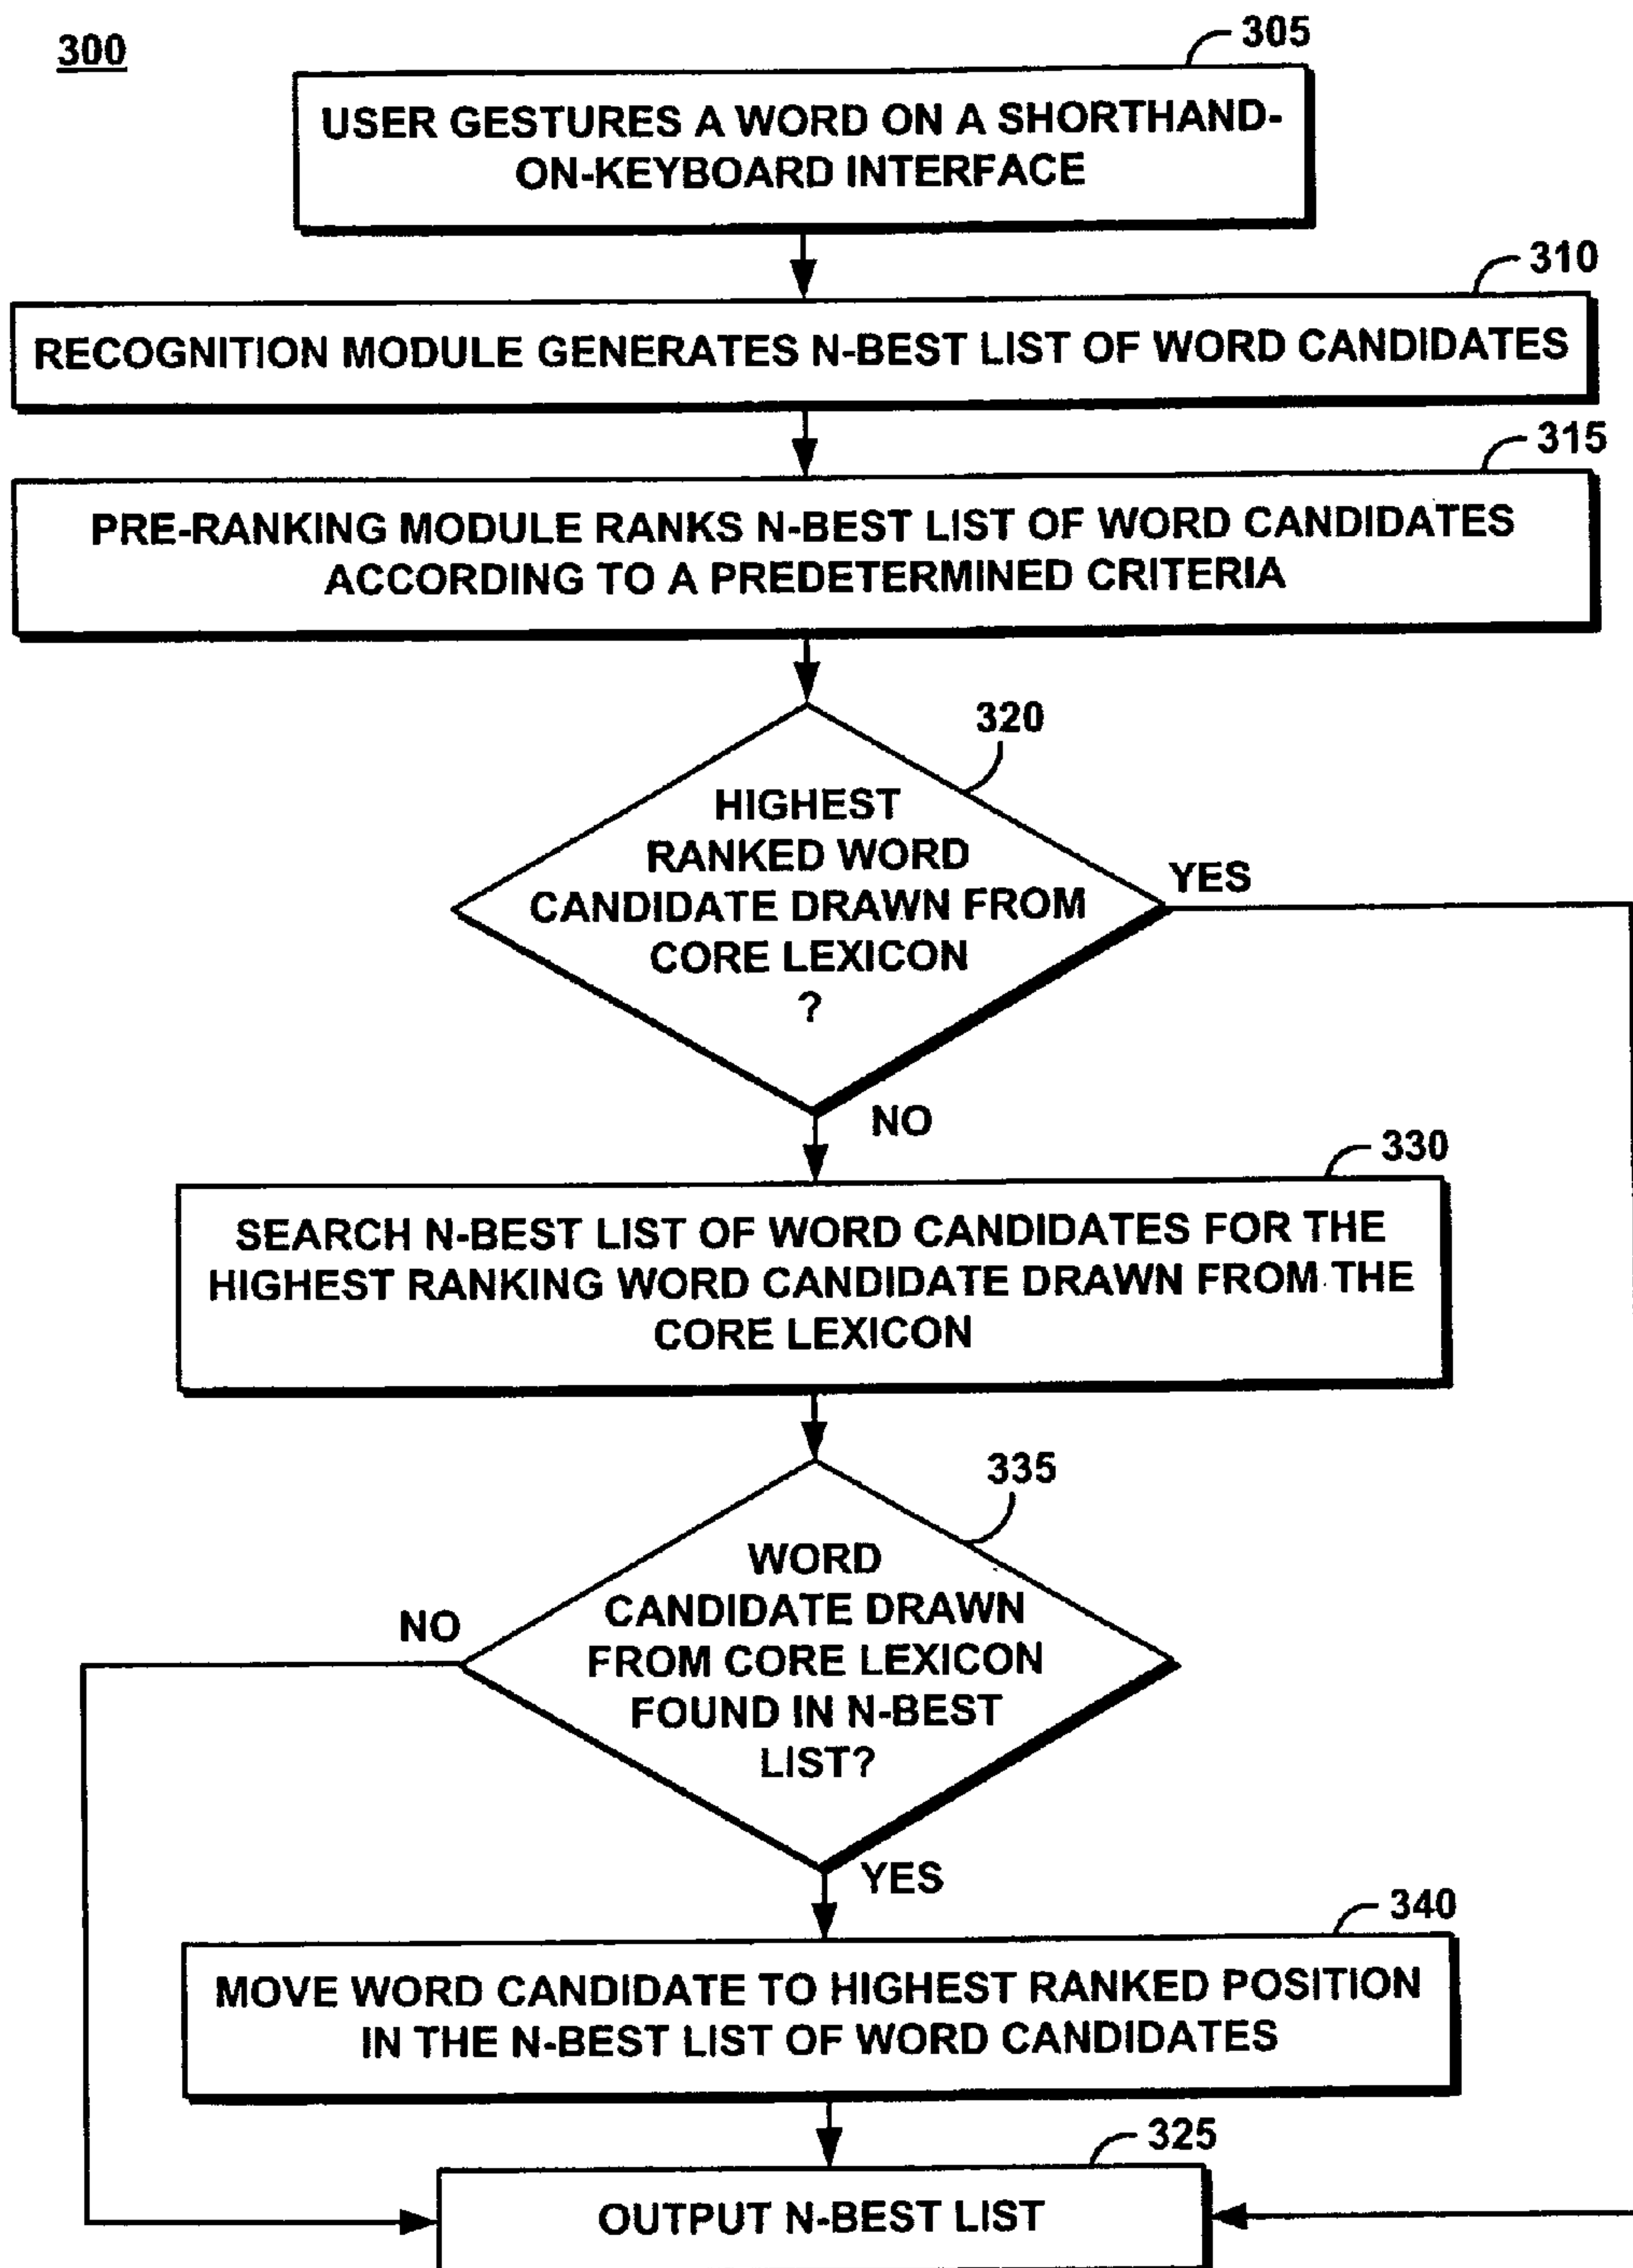 300
305
USER GESTURES A WORD ON A SHORTHAND-
ON-KEYBOARD INTERFACE
310
RECOGNITION MODULE GENERATES N-BEST LIST OF WORD CANDIDATES
315
PRE-RANKING MODULE RANKS N-BEST LIST OF WORD CANDIDATES
ACCORDING TO A PREDETERMINED CRITERIA
320
HIGHEST
RANKED WORD
CANDIDATE DRAWN FROM
CORE LEXICON
?
YES
NO
330
SEARCH N-BEST LIST OF WORD CANDIDATES FOR THE
HIGHEST RANKING WORD CANDIDATE DRAWN FROM THE
CORE LEXICON
335
WORD
CANDIDATE DRAWN
FROM CORE LEXICON
FOUND IN N-BEST
LIST?
NO
YES
340
MOVE WORD CANDIDATE TO HIGHEST RANKED POSITION
IN THE N-BEST LIST OF WORD CANDIDATES
325
OUTPUT N-BEST LIST